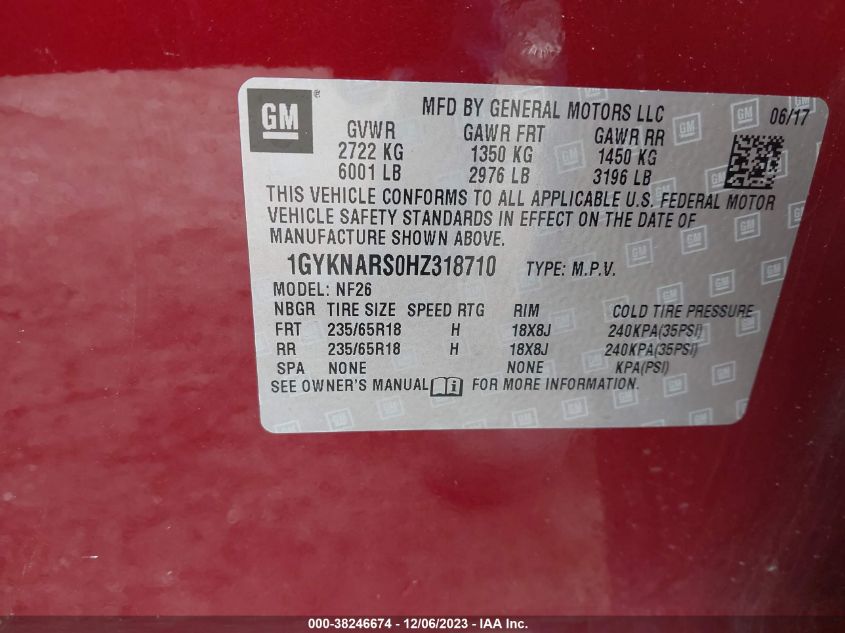 GM ®
MFD BY GENERAL MOTORS LLC 06/17
GVWR GAWR FRT GAWR RR
2722 KG 1350 KG 1450 KG
6001 LB 2976 LB 3196 LB
THIS VEHICLE CONFORMS TO ALL APPLICABLE U.S. FEDERAL MOTOR
VEHICLE SAFETY STANDARDS IN EFFECT ON THE DATE OF
MANUFACTURE SHOWN ABOVE.
1GYKNARS0HZ318710 TYPE: M.P.V.
MODEL: NF26
NBGR TIRE SIZE SPEED RTG RIM COLD TIRE PRESSURE
FRT 235/65R18 H 18X8J 240KPA(35PSI)
RR 235/65R18 H 18X8J 240KPA(35PSI)
SPA NONE NONE KPA(PSI)
SEE OWNER'S MANUAL FOR MORE INFORMATION.
000-38246674 - 12/06/2023 - IAA Inc.